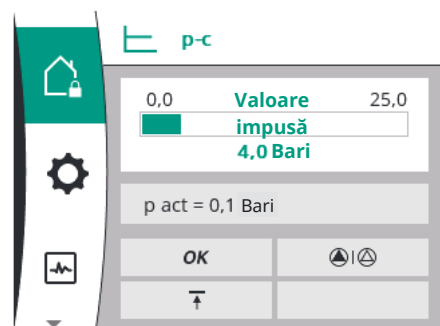 p-c
0,0 Valoare 25,0
impusă
4,0 Bari
p act = 0,1 Bari
OK